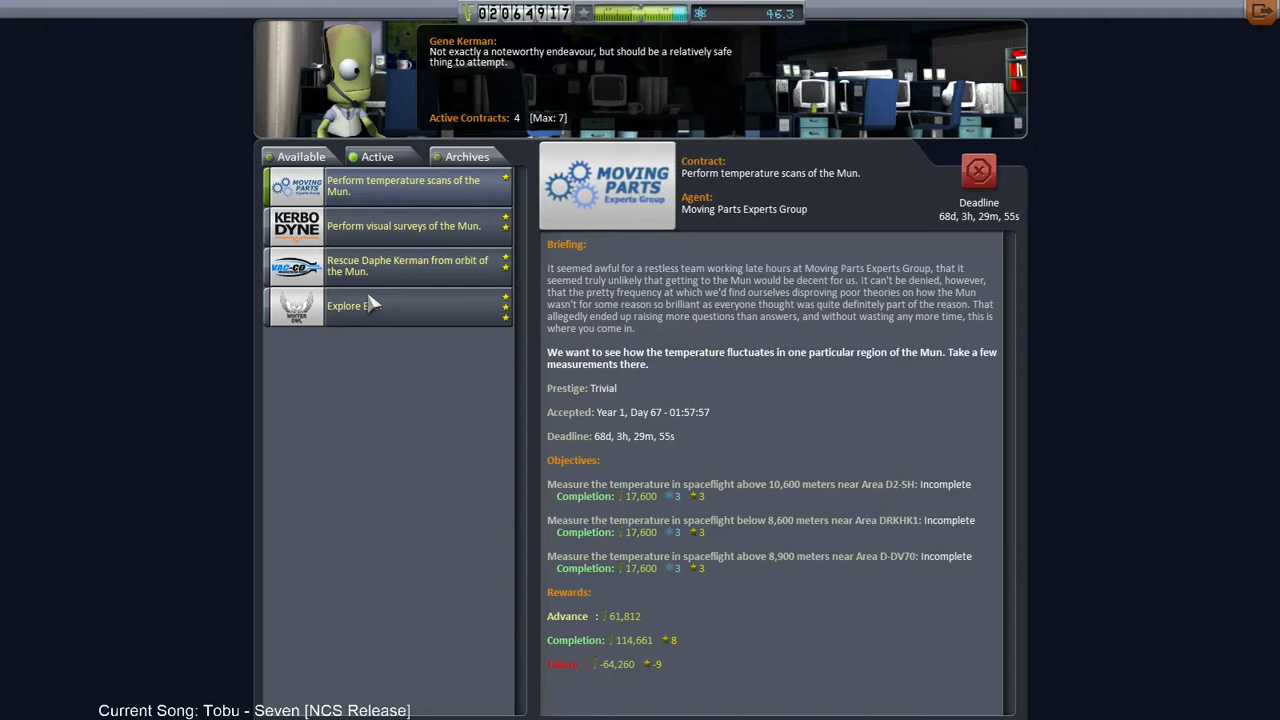 02064917
46.3
Gene Kerman:
Not exactly a noteworthy endeavour, but should be a relatively safe
thing to attempt.
Active Contracts: 4 [Max: 7]
Available
Active
Archives
MOVING PARTS
Perform temperature scans of the
Mun.
KERBO
DYNE
Perform visual surveys of the Mun.
VAC-CO
Rescue Daphe Kerman from orbit of
the Mun.
WINTER
OWL
Explore
MOVING
PARTS
Experts Group
Contract:
Perform temperature scans of the Mun.
Agent:
Moving Parts Experts Group
Deadline
68d, 3h, 29m, 55s
Briefing:
It seemed awful for a restless team working late hours at Moving Parts Experts Group, that it
seemed truly unlikely that getting to the Mun would be decent for us. It can't be denied, however,
that the pretty frequency at which we'd find ourselves disproving poor theories on how the Mun
wasn't for some reason so brilliant as everyone thought was quite definitely part of the reason. That
allegedly ended up raising more questions than answers, and without wasting any more time, this is
where you come in.
We want to see how the temperature fluctuates in one particular region of the Mun. Take a few
measurements there.
Prestige: Trivial
Accepted: Year 1, Day 67 - 01:57:57
Deadline: 68d, 3h, 29m, 55s
Objectives:
Measure the temperature in spaceflight above 10,600 meters near Area D2-SH: Incomplete
Completion: 17,600 3 3
Measure the temperature in spaceflight below 8,600 meters near Area DRKHK1: Incomplete
Completion: 17,600 3 3
Measure the temperature in spaceflight above 8,900 meters near Area D-DV70: Incomplete
Completion: 17,600 3 3
Rewards:
Advance : 61,812
Completion: 114,661 8
Failure : -64,260 -9
Current Song: Tobu - Seven [NCS Release]